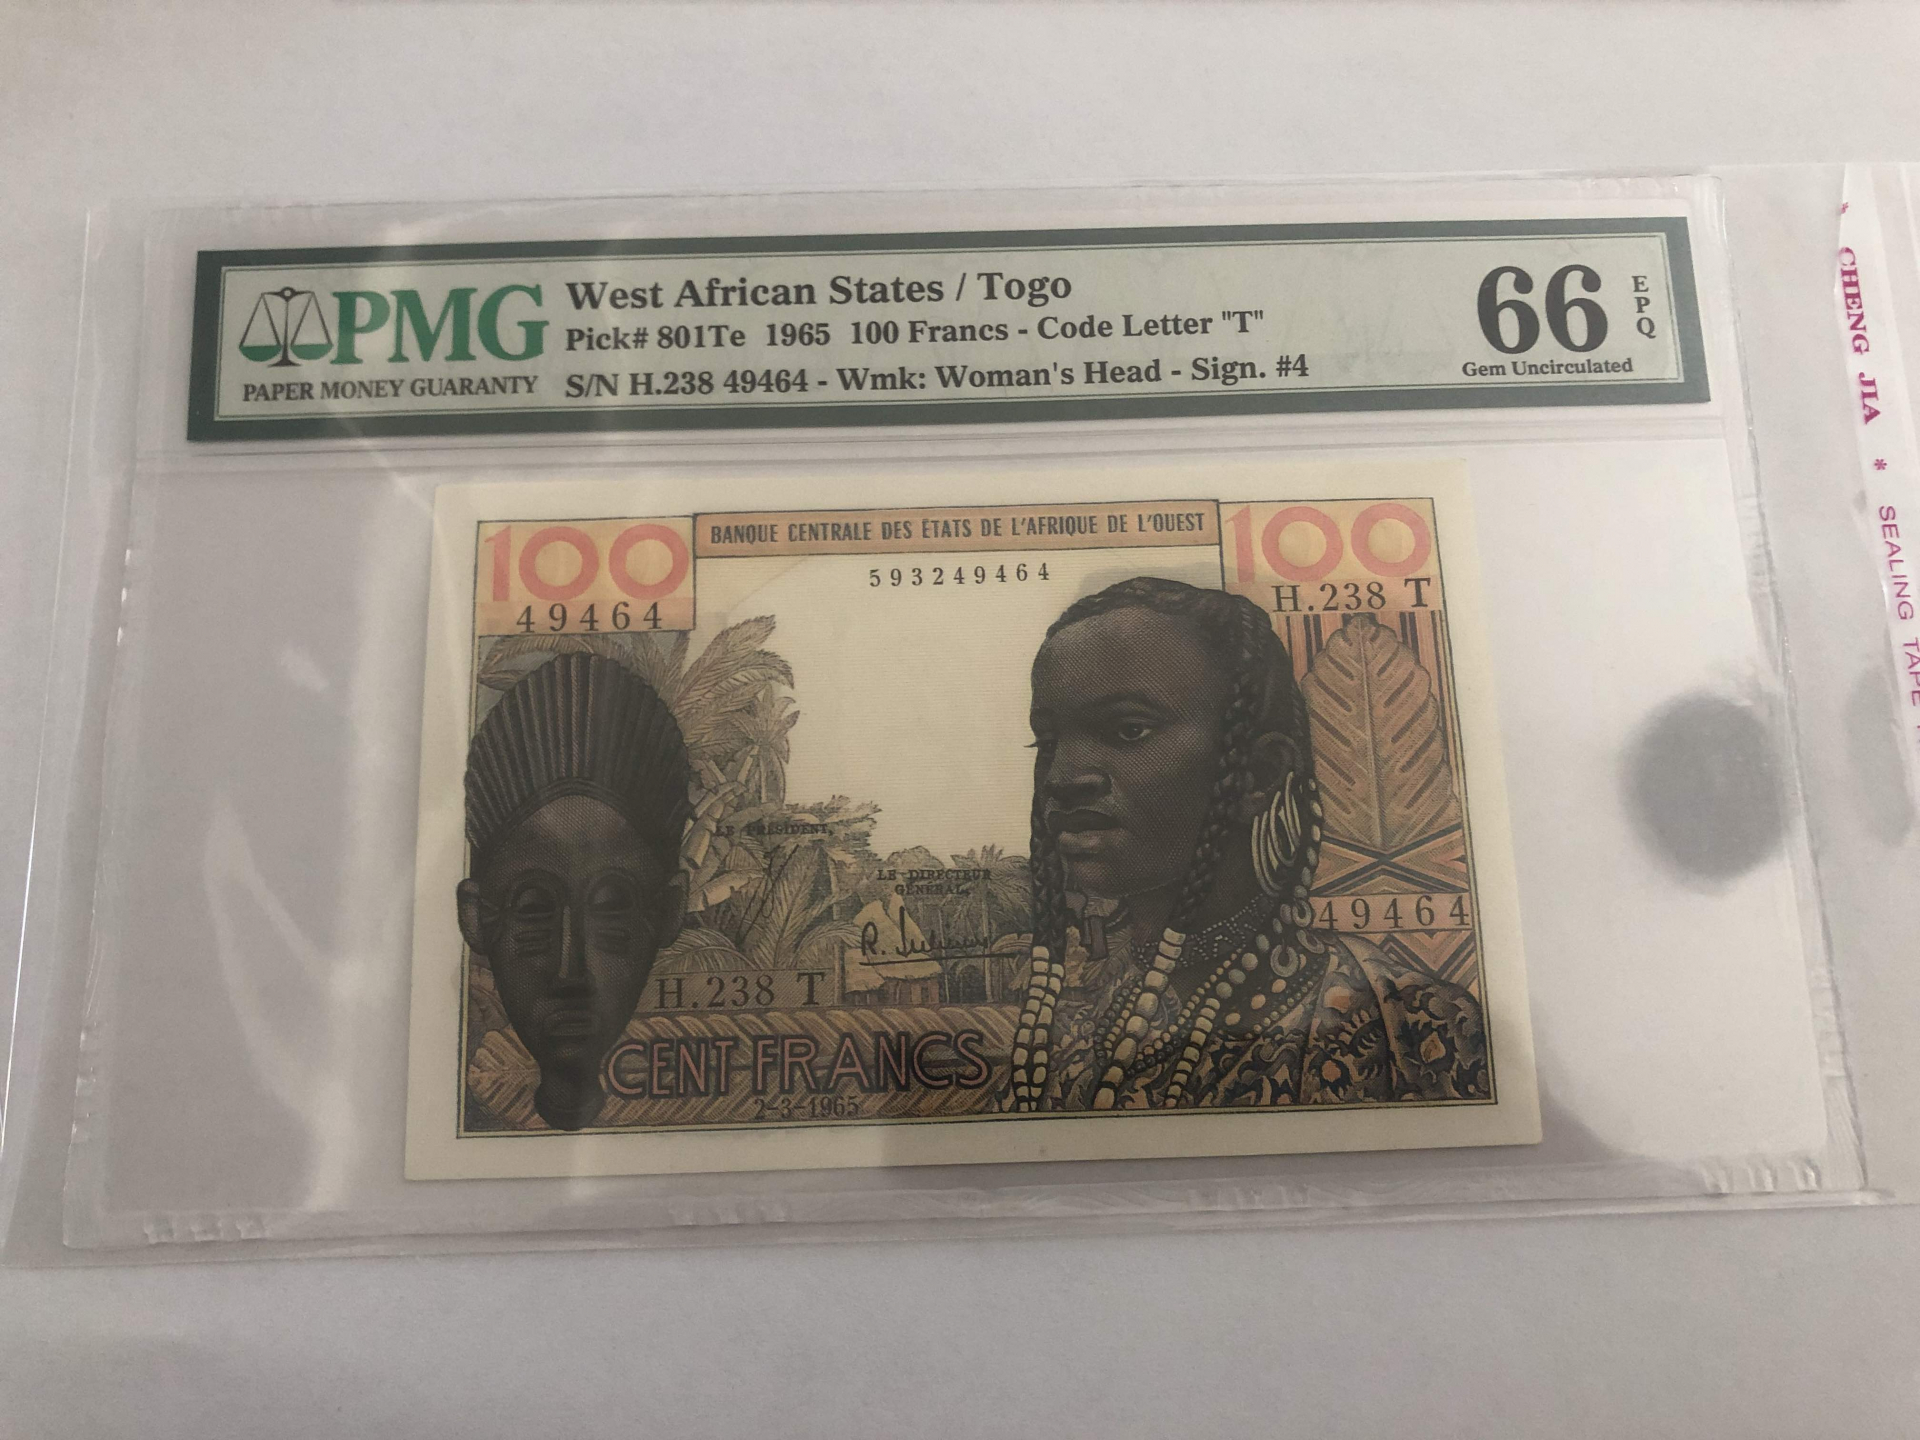 PMG
PAPER MONEY GUARANTY
West African States / Togo
Pick# 801Te 1965 100 Francs - Code Letter "T"
S/N H.238 49464 - Wmk: Woman's Head - Sign. #4
66
EPQ
Gem Uncirculated
* CHENG JIA * SEALING TAPE
100
BANQUE CENTRALE DES ÉTATS DE L'AFRIQUE DE L'OUEST
100
593249464
49464
H.238 T
LE PRÉSIDENT,
LE DIRECTEUR
GÉNÉRAL,
49464
H.238 T
CENT FRANCS
2-3-1965